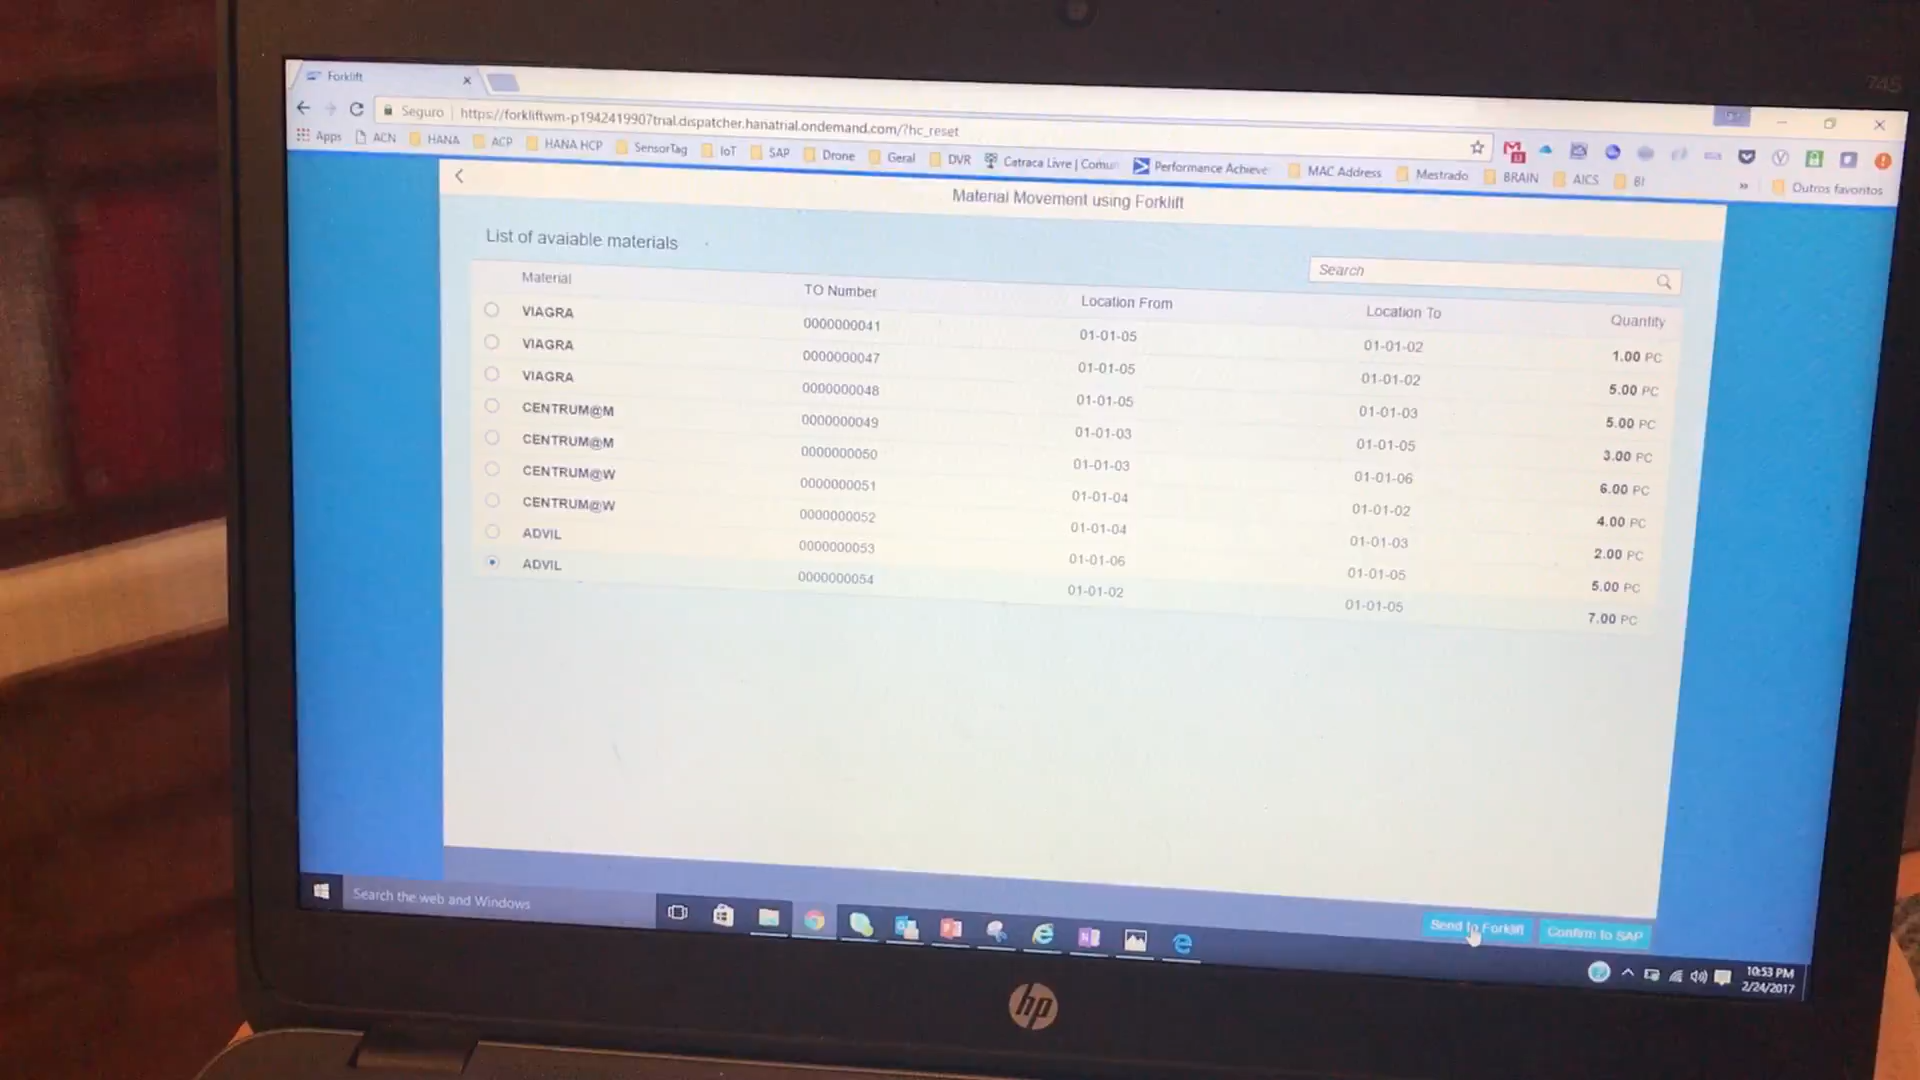 Forklift
Seguro | https://forkliftwm-p1942419907trial.dispatcher.hanatrial.ondemand.com/?hc_reset
Apps ACN HANA ACP HANA HCP SensorTag IoT SAP Drone Geral DVR Catraca Livre | Comu Performance Achieve MAC Address Mestrado BRAIN AICS BI » Outros favoritos
Material Movement using Forklift
List of avaiable materials
Search
Material TO Number Location From Location To Quantity
VIAGRA 0000000041 01-01-05 01-01-02 1.00 PC
VIAGRA 0000000047 01-01-05 01-01-02 5.00 PC
VIAGRA 0000000048 01-01-05 01-01-03 5.00 PC
CENTRUM@M 0000000049 01-01-03 01-01-05 3.00 PC
CENTRUM@M 0000000050 01-01-03 01-01-06 6.00 PC
CENTRUM@W 0000000051 01-01-04 01-01-02 4.00 PC
CENTRUM@W 0000000052 01-01-04 01-01-03 2.00 PC
ADVIL 0000000053 01-01-06 01-01-05 5.00 PC
ADVIL 0000000054 01-01-02 01-01-05 7.00 PC
Send to Forklift Confirm to SAP
Search the web and Windows
10:53 PM
2/24/2017
hp
745